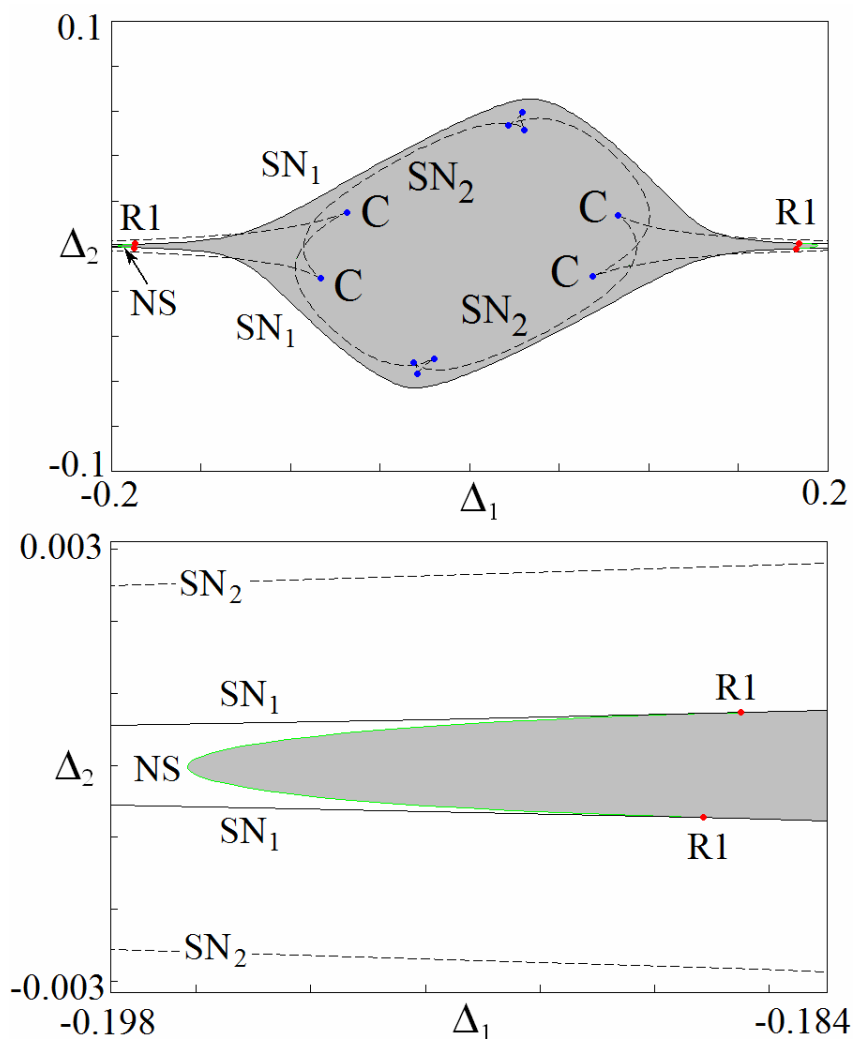 0.1
SN₁
SN₂
R1
C
C
R1
Δ₂
NS
C
C
SN₁
SN₂
-0.1
-0.2
Δ₁
0.2
0.003
SN₂
SN₁
R1
Δ₂
NS
SN₁
R1
SN₂
-0.003
-0.198
Δ₁
-0.184